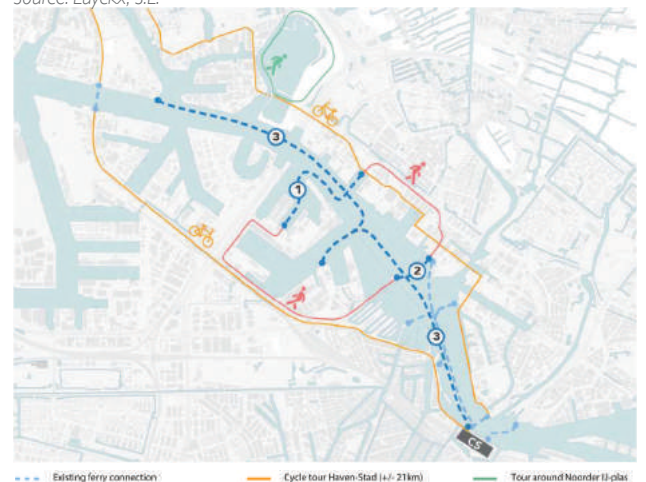 Source: Luyckx, S.L.
3
1
2
3
CS
Existing ferry connection
Cycle tour Haven-Stad (+/- 21km)
Tour around Noorder IJ-plas